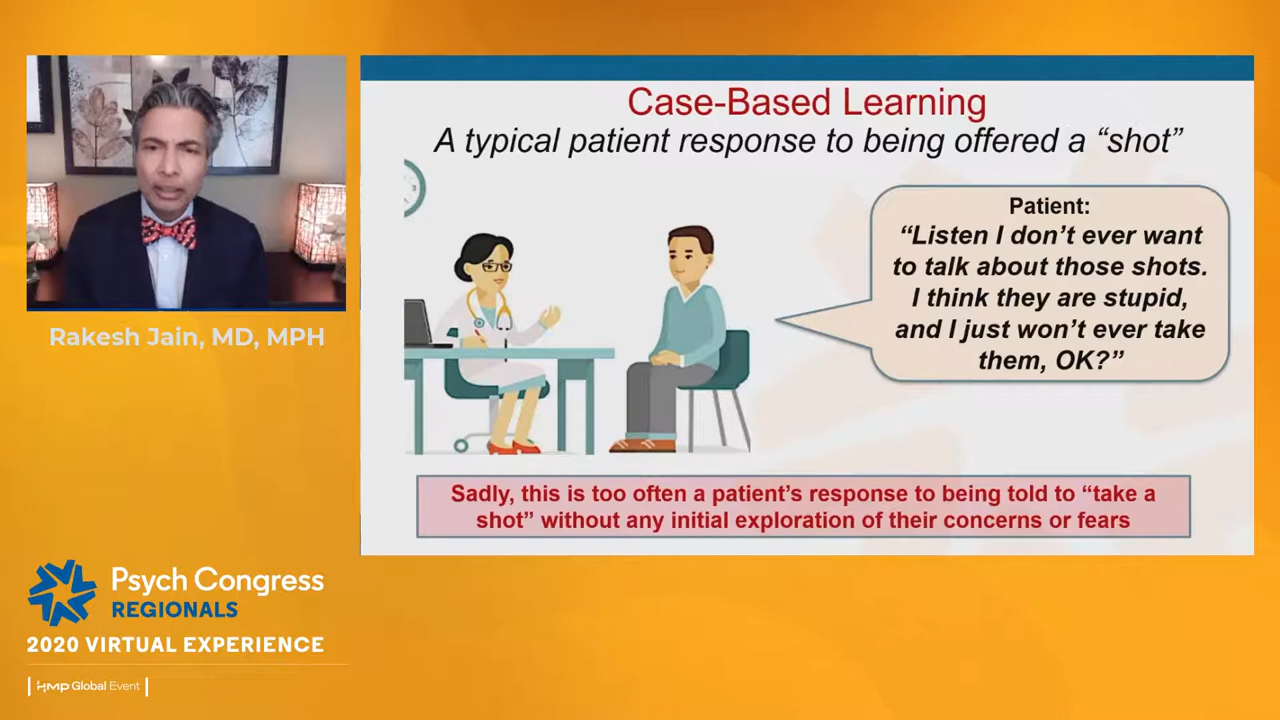 Case-Based Learning
A typical patient response to being offered a “shot”
Patient:
“Listen I don’t ever want
to talk about those shots.
I think they are stupid,
and I just won’t ever take
them, OK?”
Sadly, this is too often a patient’s response to being told to “take a
shot” without any initial exploration of their concerns or fears
Rakesh Jain, MD, MPH
Psych Congress
REGIONALS
2020 VIRTUAL EXPERIENCE
HMP Global Event